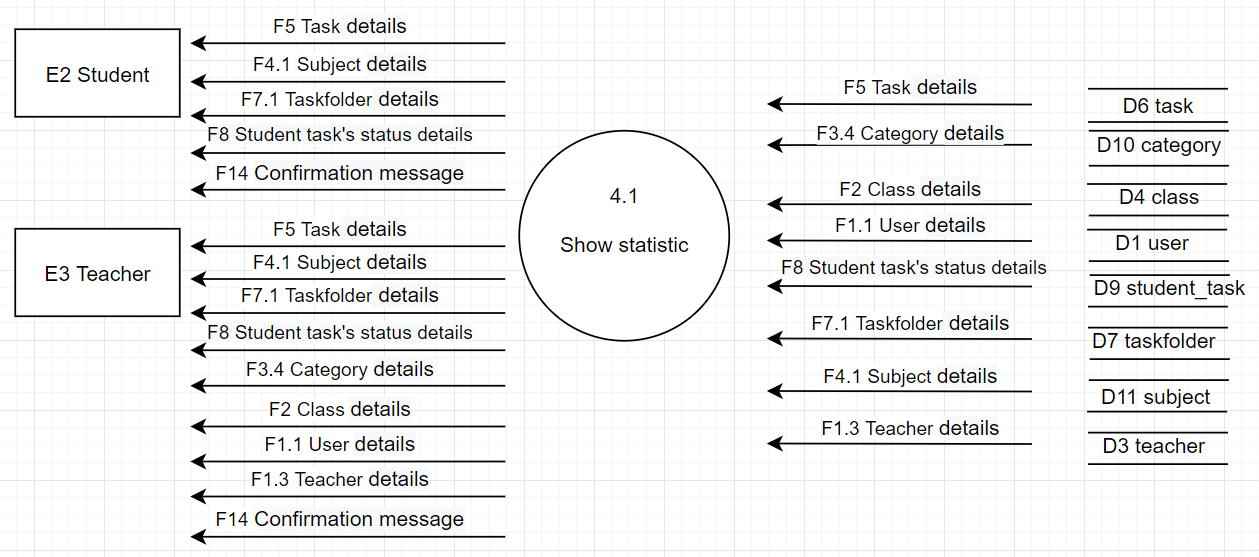 E2 Student
F5 Task details
F4.1 Subject details
F7.1 Taskfolder details
F8 Student task's status details
F14 Confirmation message
E3 Teacher
F5 Task details
F4.1 Subject details
F7.1 Taskfolder details
F8 Student task's status details
F3.4 Category details
F2 Class details
F1.1 User details
F1.3 Teacher details
F14 Confirmation message
4.1
Show statistic
F5 Task details
F3.4 Category details
F2 Class details
F1.1 User details
F8 Student task's status details
F7.1 Taskfolder details
F4.1 Subject details
F1.3 Teacher details
D6 task
D10 category
D4 class
D1 user
D9 student_task
D7 taskfolder
D11 subject
D3 teacher